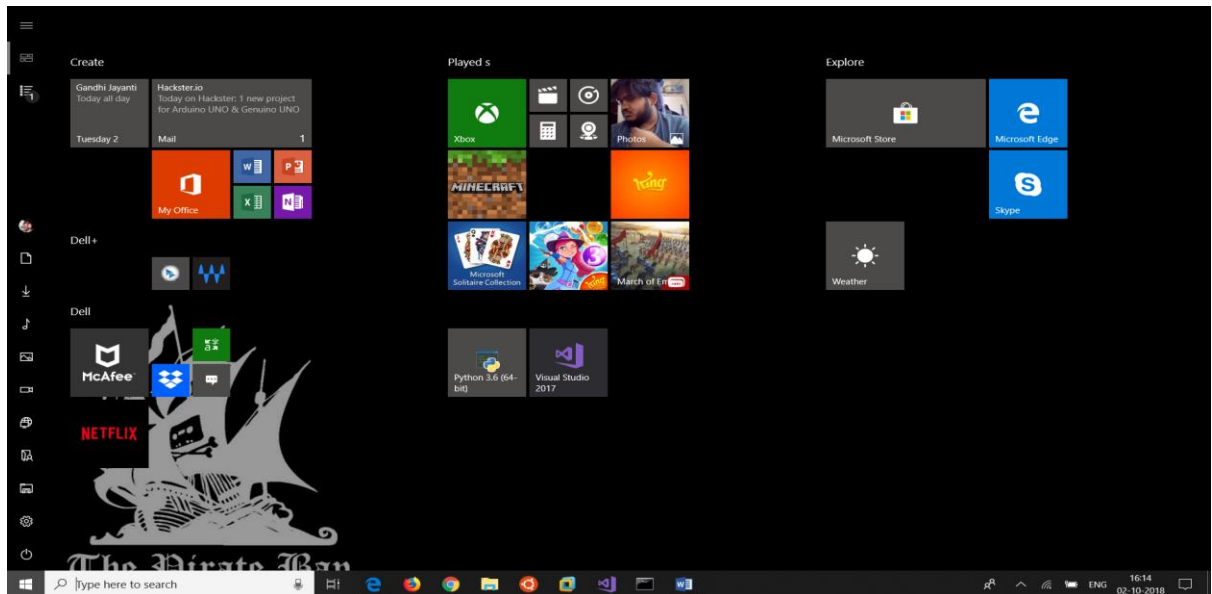 Create
Gandhi Jayanti
Today all day
Tuesday 2
Hackster.io
Today on Hackster: 1 new project
for Arduino UNO & Genuino UNO
Mail 1
My Office
Dell+
Dell
McAfee
NETFLIX
The Pirate Bay
Played s
Xbox
Photos
MINECRAFT
King
Microsoft
Solitaire Collection
3
King
March of Em
Python 3.6 (64-
bit)
Visual Studio
2017
Explore
Microsoft Store
Microsoft Edge
Skype
Weather
1
Type here to search
ENG
16:14
02-10-2018